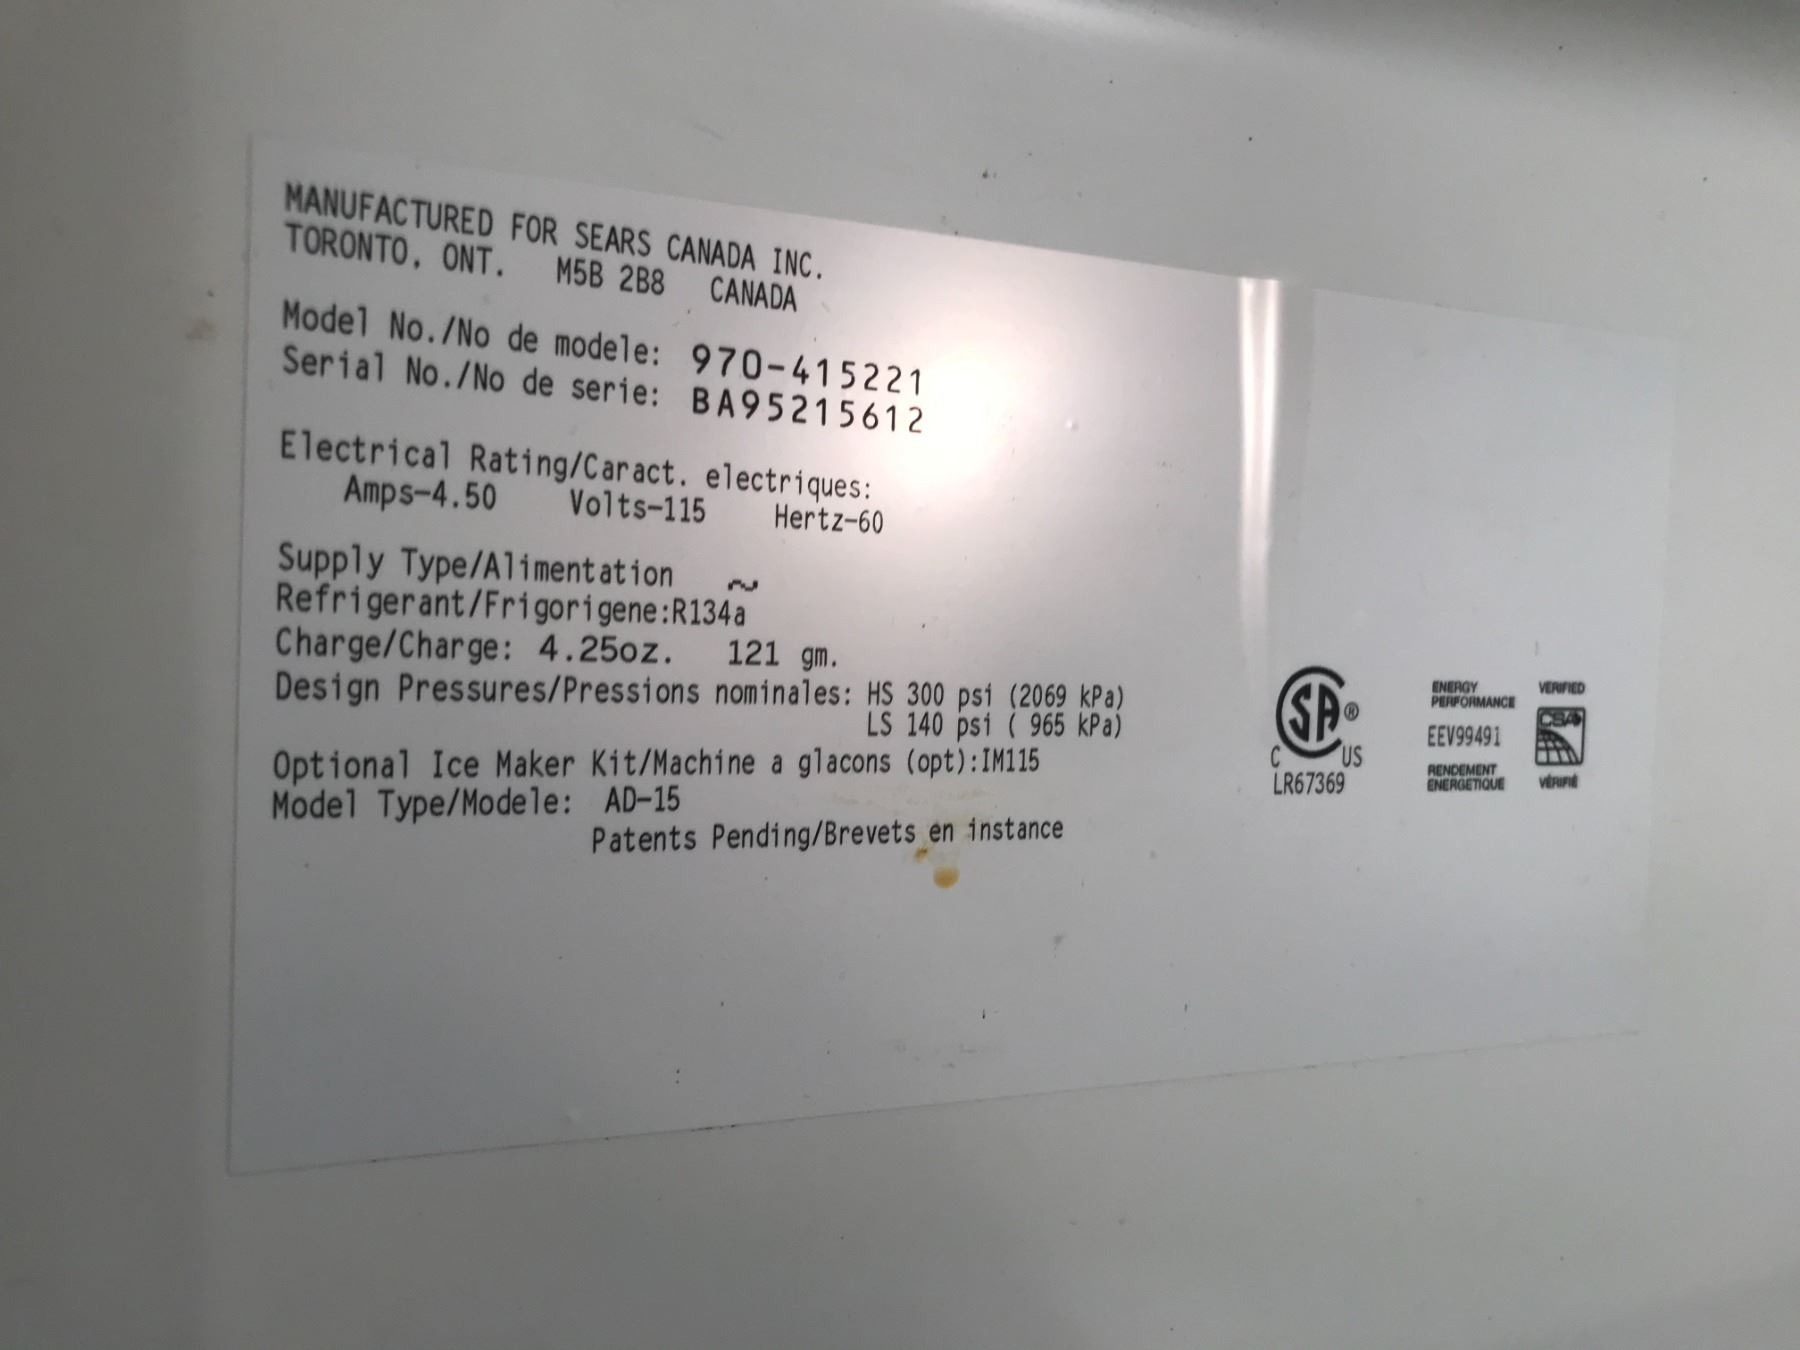 MANUFACTURED FOR SEARS CANADA INC.
TORONTO, ONT. M5B 2B8 CANADA
Model No./No de modele: 970-415221
Serial No./No de serie: BA95215612
Electrical Rating/Caract. electriques:
Amps-4.50 Volts-115 Hertz-60
Supply Type/Alimentation ~
Refrigerant/Frigorigene:R134a
Charge/Charge: 4.25oz. 121 gm.
Design Pressures/Pressions nominales: HS 300 psi (2069 kPa)
LS 140 psi ( 965 kPa)
Optional Ice Maker Kit/Machine a glacons (opt):IM115
Model Type/Modele: AD-15
Patents Pending/Brevets en instance
CSA®
C US
LR67369
ENERGY PERFORMANCE
EEV99491
RENDEMENT ENERGETIQUE
VERIFIED
CSA
VÉRIFIÉ